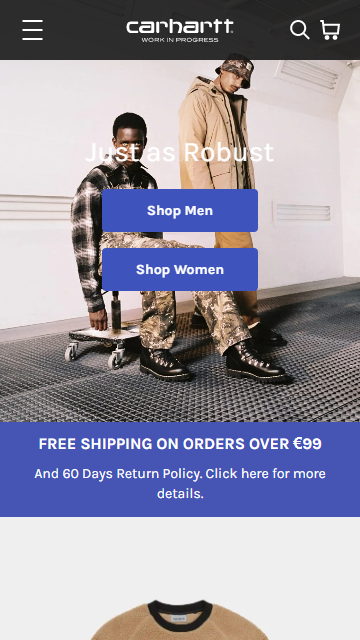 carhartt
WORK IN PROGRESS
Just as Robust
Shop Men
Shop Women
FREE SHIPPING ON ORDERS OVER €99
And 60 Days Return Policy. Click here for more
details.